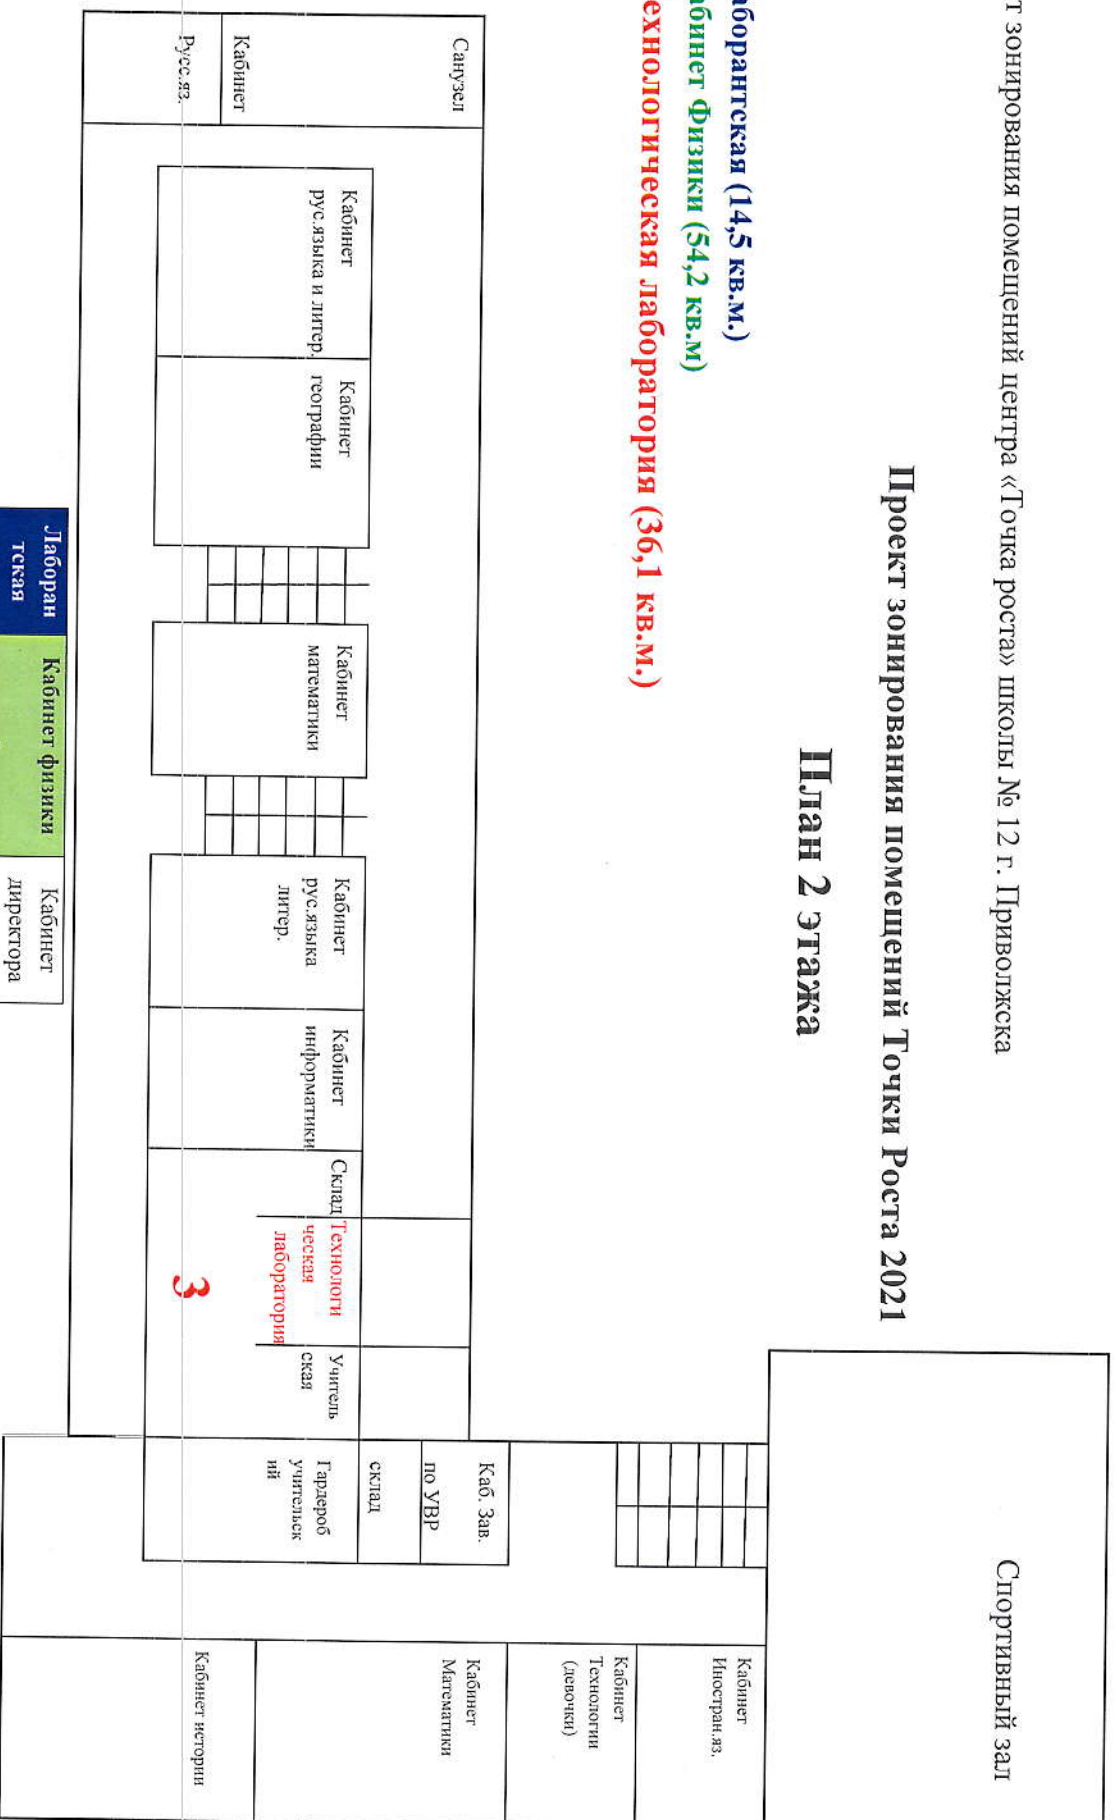 т зонирования помещений центра «Точка роста» школы № 12 г. Приволжска
Проект зонирования помещений Точки Роста 2021
План 2 этажа
аборантская (14,5 кв.м.)
абинет Физики (54,2 кв.м)
ехнологическая лаборатория (36,1 кв.м.)
Спортивный зал
Санузел
Кабинет
Русс.яз.
Кабинет
рус.языка и литер.
Кабинет
географии
Кабинет
математики
Кабинет
рус.языка
литер.
Кабинет
информатики
Склад
Технологи
ческая
лаборатория
3
Учитель
ская
Каб. Зав.
по УВР
склад
Гардероб
учительск
ий
Кабинет
Иностран.яз.
Кабинет
Технологии
(девочки)
Кабинет
Математики
Кабинет истории
Лаборан
тская
Кабинет физики
Кабинет
директора